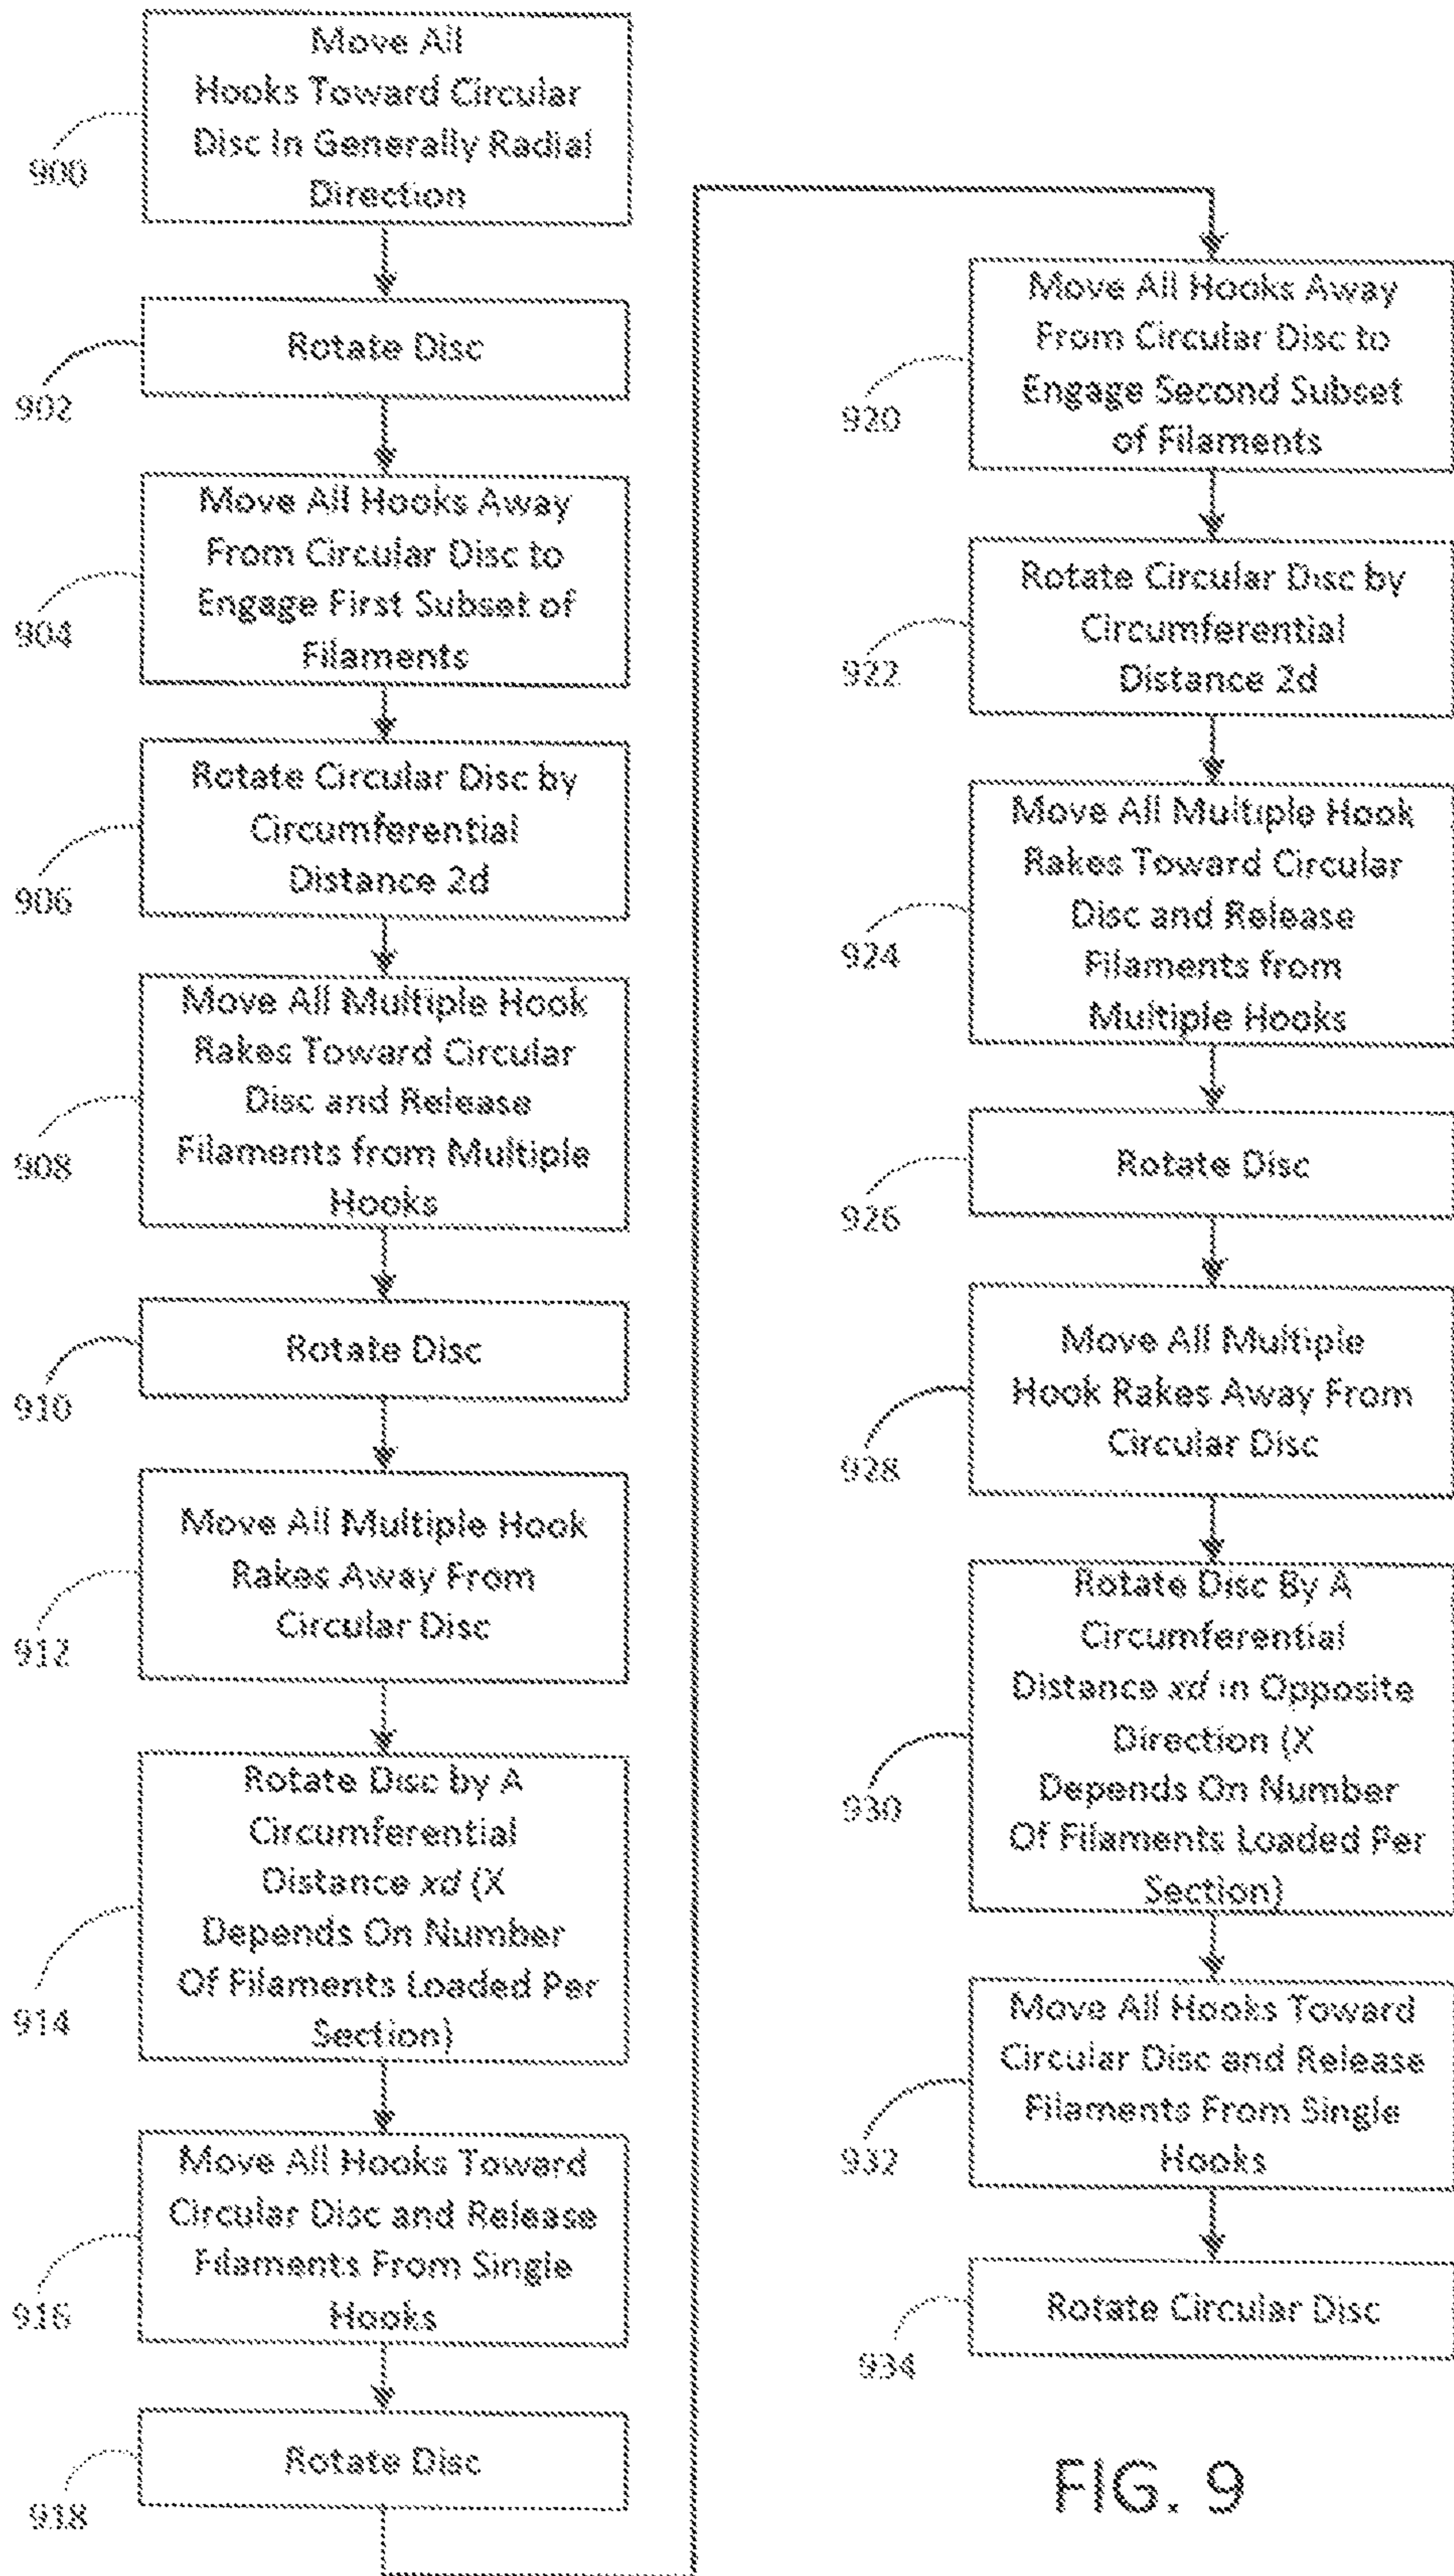 Move All
Hooks Toward Circular
Disc In Generally Radial
Direction
900
Rotate Disc
902
Move All Hooks Away
From Circular Disc to
Engage First Subset of
Filaments
904
Rotate Circular Disc by
Circumferential
Distance 2d
906
Move All Multiple Hook
Rakes Toward Circular
Disc and Release
Filaments from Multiple
Hooks
908
Rotate Disc
910
Move All Multiple Hook
Rakes Away From
Circular Disc
912
Rotate Disc by A
Circumferential
Distance xd (X
Depends On Number
Of Filaments Loaded Per
Section)
914
Move All Hooks Toward
Circular Disc and Release
Filaments From Single
Hooks
916
Rotate Disc
918
Move All Hooks Away
From Circular Disc to
Engage Second Subset
of Filaments
920
Rotate Circular Disc by
Circumferential
Distance 2d
922
Move All Multiple Hook
Rakes Toward Circular
Disc and Release
Filaments from
Multiple Hooks
924
Rotate Disc
926
Move All Multiple
Hook Rakes Away From
Circular Disc
928
Rotate Disc By A
Circumferential
Distance xd in Opposite
Direction (X
Depends On Number
Of Filaments Loaded Per
Section)
930
Move All Hooks Toward
Circular Disc and Release
Filaments From Single
Hooks
932
Rotate Circular Disc
934
FIG. 9